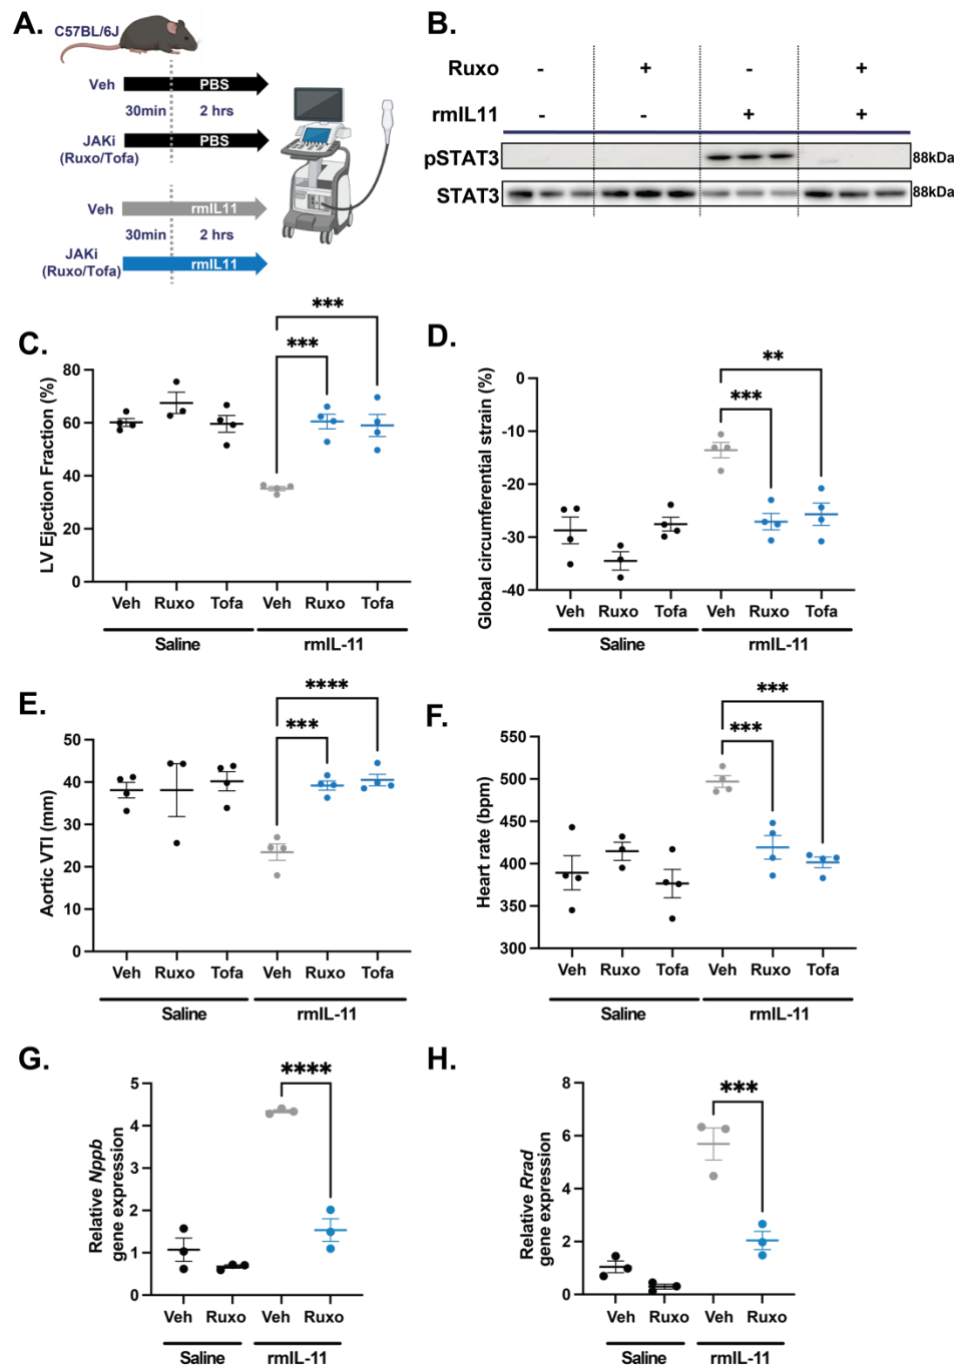 A.
C57BL/6J
Veh PBS
30min 2 hrs
JAKi PBS
(Ruxo/Tofa)
Veh rmIL11
30min 2 hrs
JAKi
(Ruxo/Tofa) rmIL11
B.
Ruxo - + - +
rmIL11 - - + +
pSTAT3 88kDa
STAT3 88kDa
C.
LV Ejection Fraction (%)
80
60
40
20
0
***
***
Veh Ruxo Tofa Veh Ruxo Tofa
Saline rmIL-11
D.
Global circumferential strain (%)
0
-10
-20
-30
-40
**
***
Veh Ruxo Tofa Veh Ruxo Tofa
Saline rmIL-11
E.
Aortic VTI (mm)
50
40
30
20
10
0
****
***
Veh Ruxo Tofa Veh Ruxo Tofa
Saline rmIL-11
F.
Heart rate (bpm)
550
500
450
400
350
300
***
***
Veh Ruxo Tofa Veh Ruxo Tofa
Saline rmIL-11
G.
Relative Nppb
gene expression
5
4
3
2
1
0
****
Veh Ruxo Veh Ruxo
Saline rmIL-11
H.
Relative Rrad
gene expression
8
6
4
2
0
***
Veh Ruxo Veh Ruxo
Saline rmIL-11